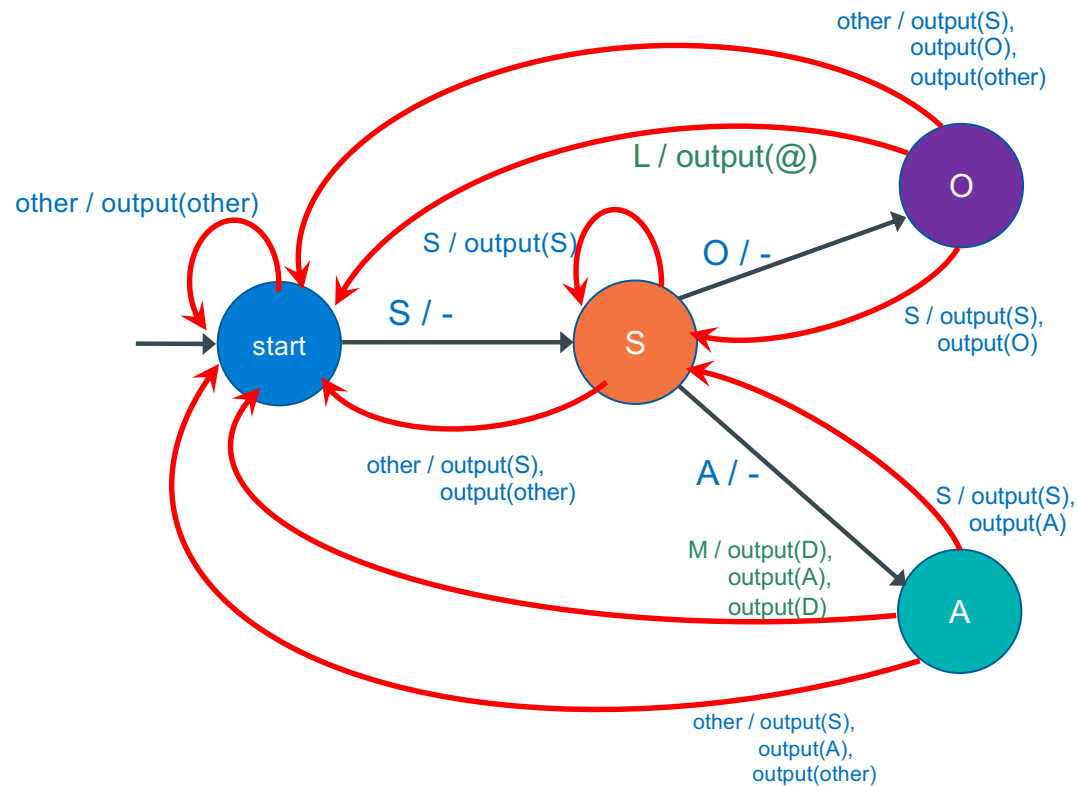 other / output(S),
output(O),
output(other)
L / output(@)
O
other / output(other)
S / output(S)
O / -
S / -
S / output(S),
output(O)
start
S
other / output(S),
output(other)
A / -
S / output(S),
output(A)
M / output(D),
output(A),
output(D)
A
other / output(S),
output(A),
output(other)